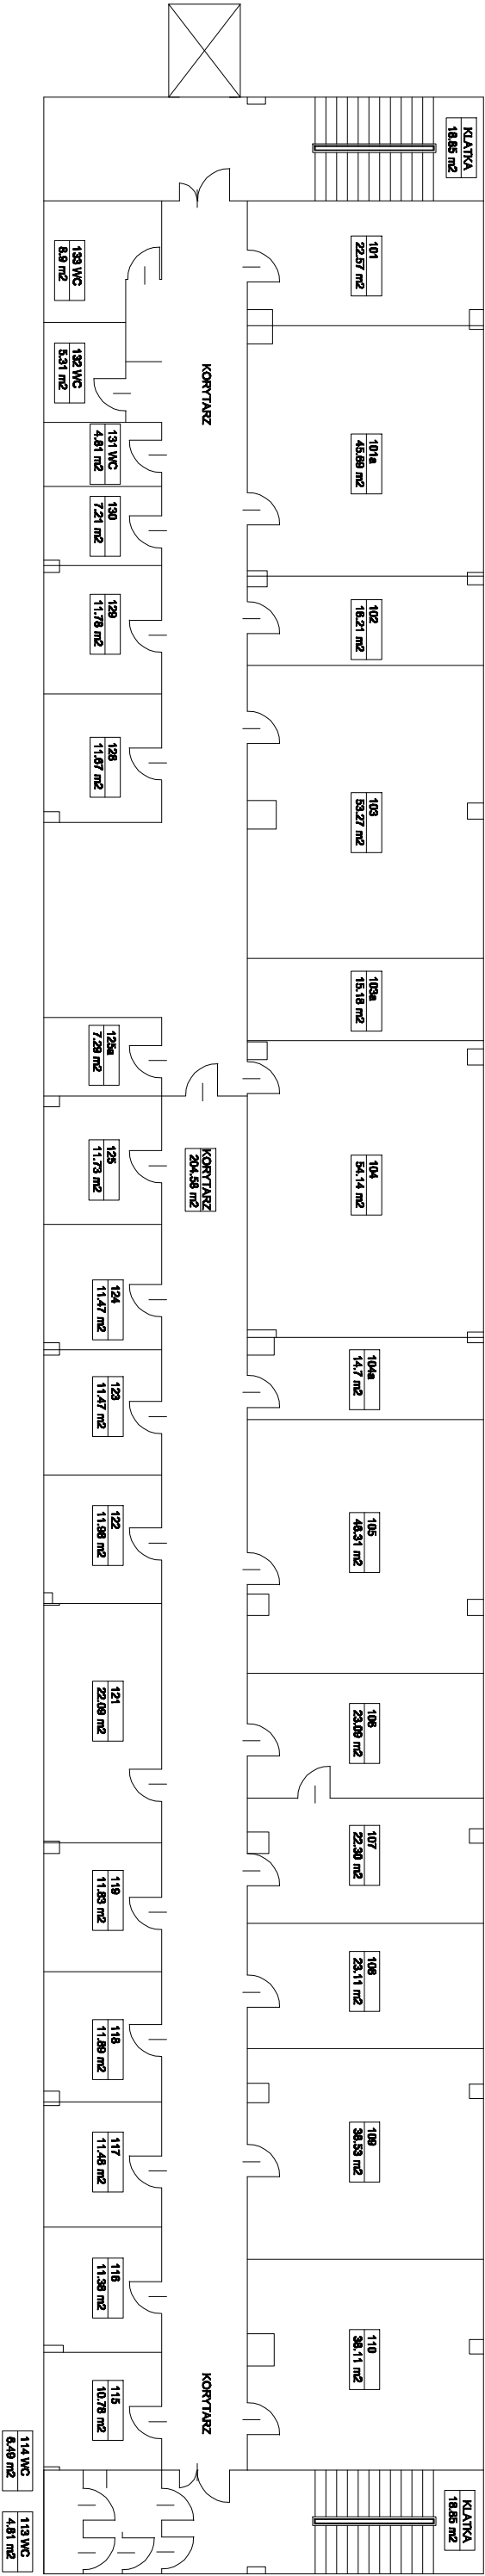 KLATKA
18.85 m2
101
22.57 m2
101a
45.69 m2
102
16.21 m2
103
53.27 m2
103a
15.18 m2
104
54.14 m2
104a
14.7 m2
105
46.31 m2
106
23.09 m2
107
22.30 m2
108
23.11 m2
109
38.53 m2
110
38.11 m2
KLATKA
18.85 m2
KORYTARZ
KORYTARZ
204.58 m2
KORYTARZ
133 WC
8.9 m2
132 WC
5.31 m2
131 WC
4.81 m2
130
7.21 m2
129
11.78 m2
128
11.67 m2
125a
7.29 m2
125
11.73 m2
124
11.47 m2
123
11.47 m2
122
11.98 m2
121
22.09 m2
119
11.83 m2
118
11.89 m2
117
11.48 m2
116
11.38 m2
115
10.78 m2
114 WC
6.49 m2
113 WC
4.81 m2